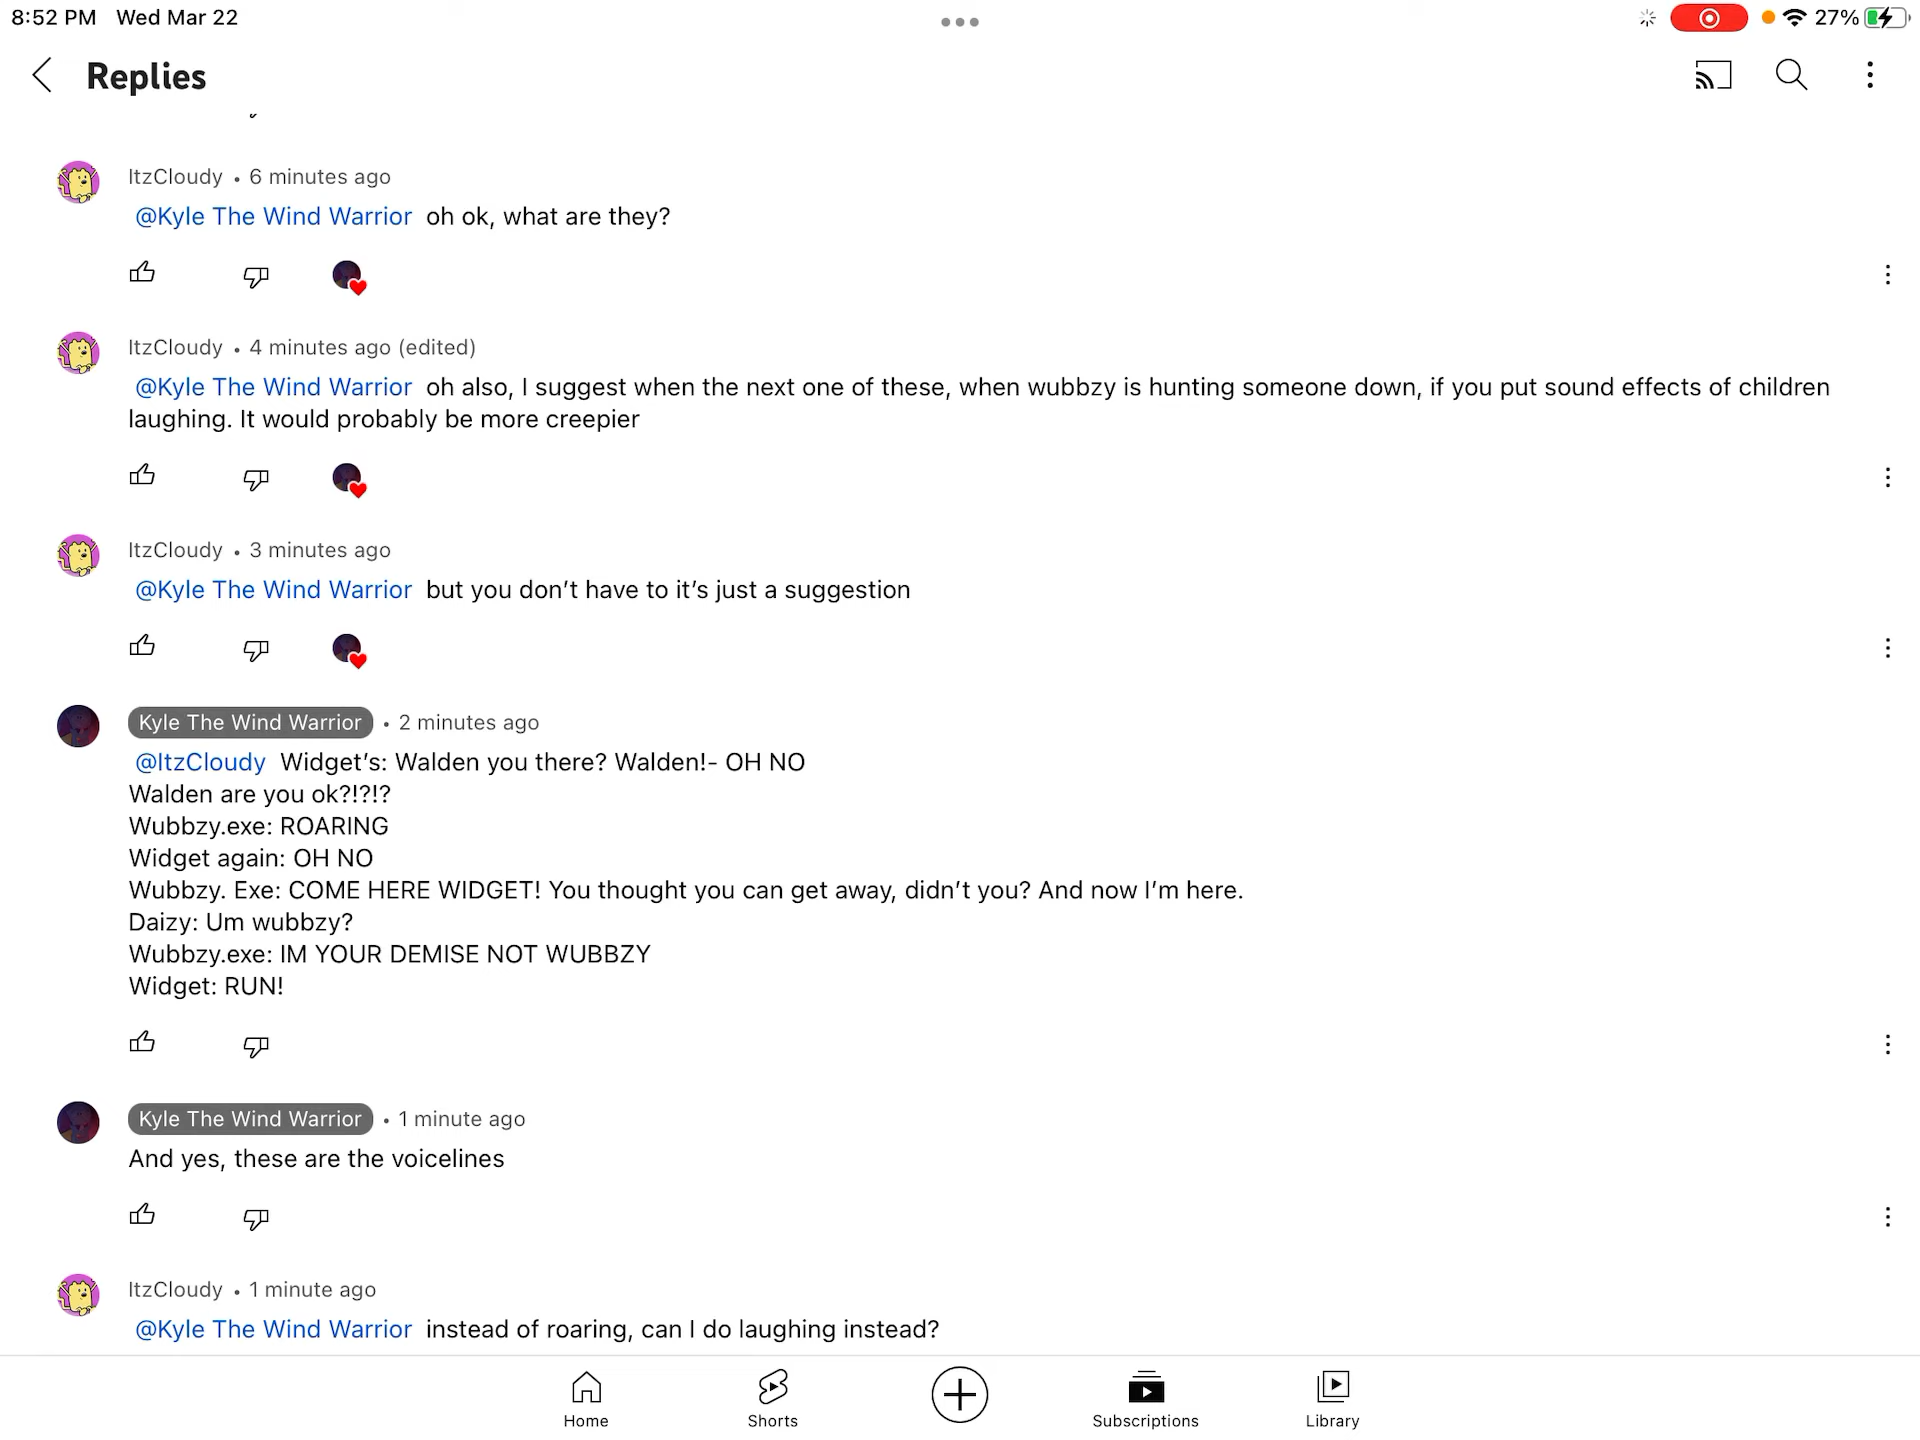 8:52 PM Wed Mar 22
27%
Replies
ItzCloudy • 6 minutes ago
@Kyle The Wind Warrior oh ok, what are they?
ItzCloudy • 4 minutes ago (edited)
@Kyle The Wind Warrior oh also, I suggest when the next one of these, when wubbzy is hunting someone down, if you put sound effects of children
laughing. It would probably be more creepier
ItzCloudy • 3 minutes ago
@Kyle The Wind Warrior but you don’t have to it’s just a suggestion
Kyle The Wind Warrior • 2 minutes ago
@ItzCloudy Widget’s: Walden you there? Walden!- OH NO
Walden are you ok?!?!?
Wubbzy.exe: ROARING
Widget again: OH NO
Wubbzy. Exe: COME HERE WIDGET! You thought you can get away, didn’t you? And now I’m here.
Daizy: Um wubbzy?
Wubbzy.exe: IM YOUR DEMISE NOT WUBBZY
Widget: RUN!
Kyle The Wind Warrior • 1 minute ago
And yes, these are the voicelines
ItzCloudy • 1 minute ago
@Kyle The Wind Warrior instead of roaring, can I do laughing instead?
Home Shorts Subscriptions Library